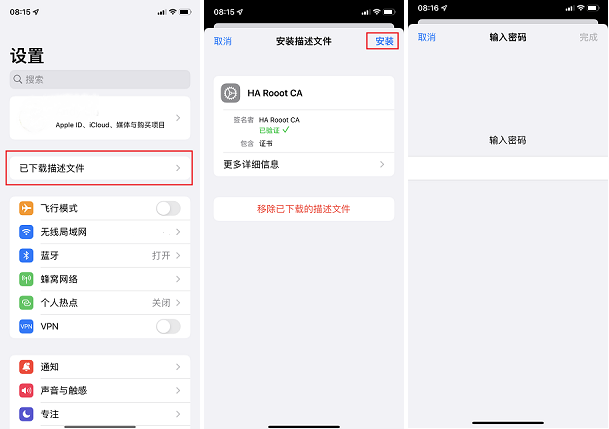 08:15
设置
搜索
Apple ID、iCloud、媒体与购买项目
已下载描述文件
飞行模式
无线局域网
蓝牙 打开
蜂窝网络
个人热点 关闭
VPN VPN
通知
声音与触感
专注
08:15
取消 安装描述文件 安装
HA Rooot CA
签名者 HA Rooot CA
已验证
包含 证书
更多详细信息
移除已下载的描述文件
08:16
取消 输入密码 完成
输入密码